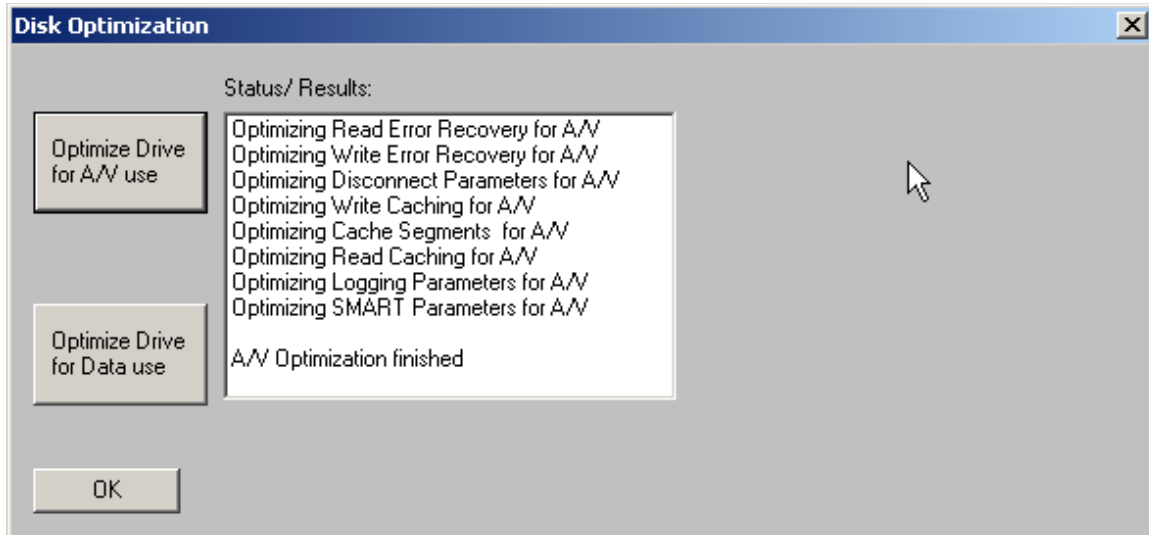 Disk Optimization
Status/ Results:
Optimize Drive
for A/V use
Optimizing Read Error Recovery for A/V
Optimizing Write Error Recovery for A/V
Optimizing Disconnect Parameters for A/V
Optimizing Write Caching for A/V
Optimizing Cache Segments  for A/V
Optimizing Read Caching for A/V
Optimizing Logging Parameters for A/V
Optimizing SMART Parameters for A/V
A/V Optimization finished
Optimize Drive
for Data use
OK